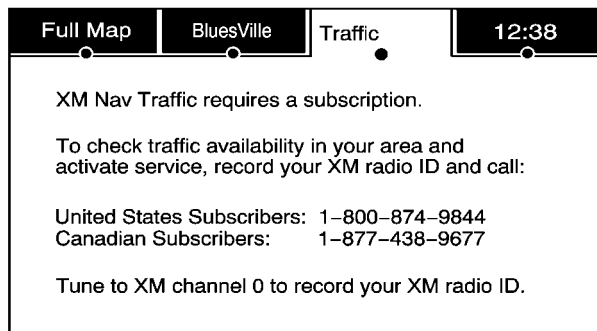 Full Map BluesVille Traffic 12:38
XM Nav Traffic requires a subscription.
To check traffic availability in your area and
activate service, record your XM radio ID and call:
United States Subscribers: 1–800–874–9844
Canadian Subscribers: 1–877–438–9677
Tune to XM channel 0 to record your XM radio ID.